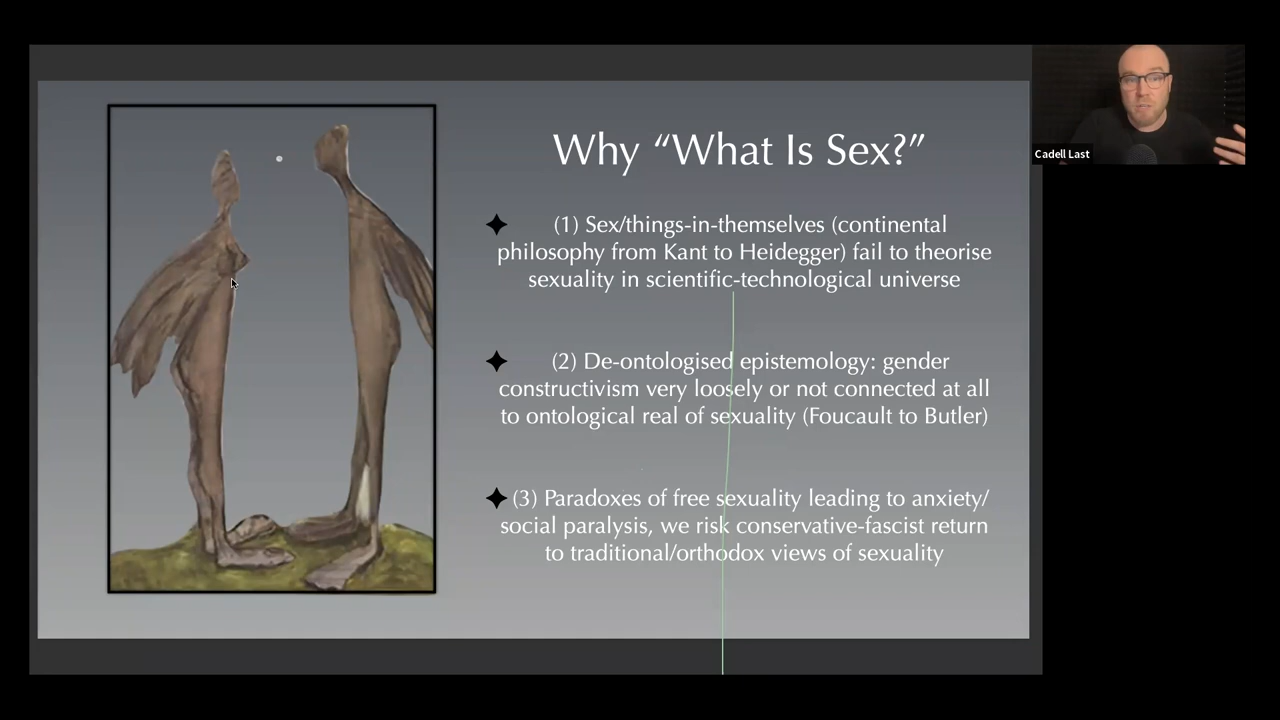 Why “What Is Sex?”
(1) Sex/things-in-themselves (continental
philosophy from Kant to Heidegger) fail to theorise
sexuality in scientific-technological universe
(2) De-ontologised epistemology: gender
constructivism very loosely or not connected at all
to ontological real of sexuality (Foucault to Butler)
(3) Paradoxes of free sexuality leading to anxiety/
social paralysis, we risk conservative-fascist return
to traditional/orthodox views of sexuality
Cadell Last